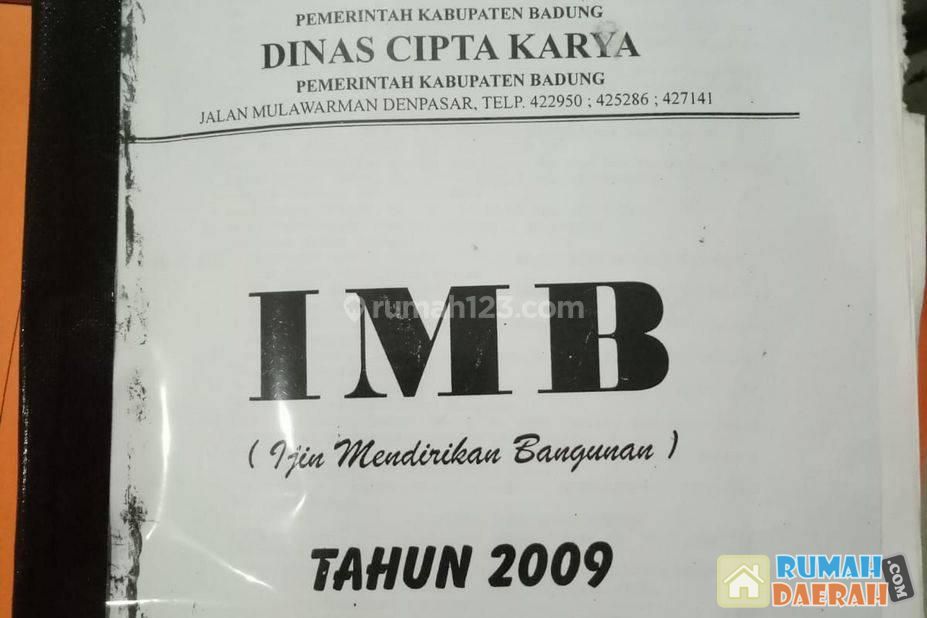 PEMERINTAH KABUPATEN BADUNG
DINAS CIPTA KARYA
PEMERINTAH KABUPATEN BADUNG
JALAN MULAWARMAN DENPASAR, TELP. 422950 ; 425286 ; 427141
IMB
rumah123.com
( Ijin Mendirikan Bangunan )
TAHUN 2009
RUMAH
DAERAH.COM